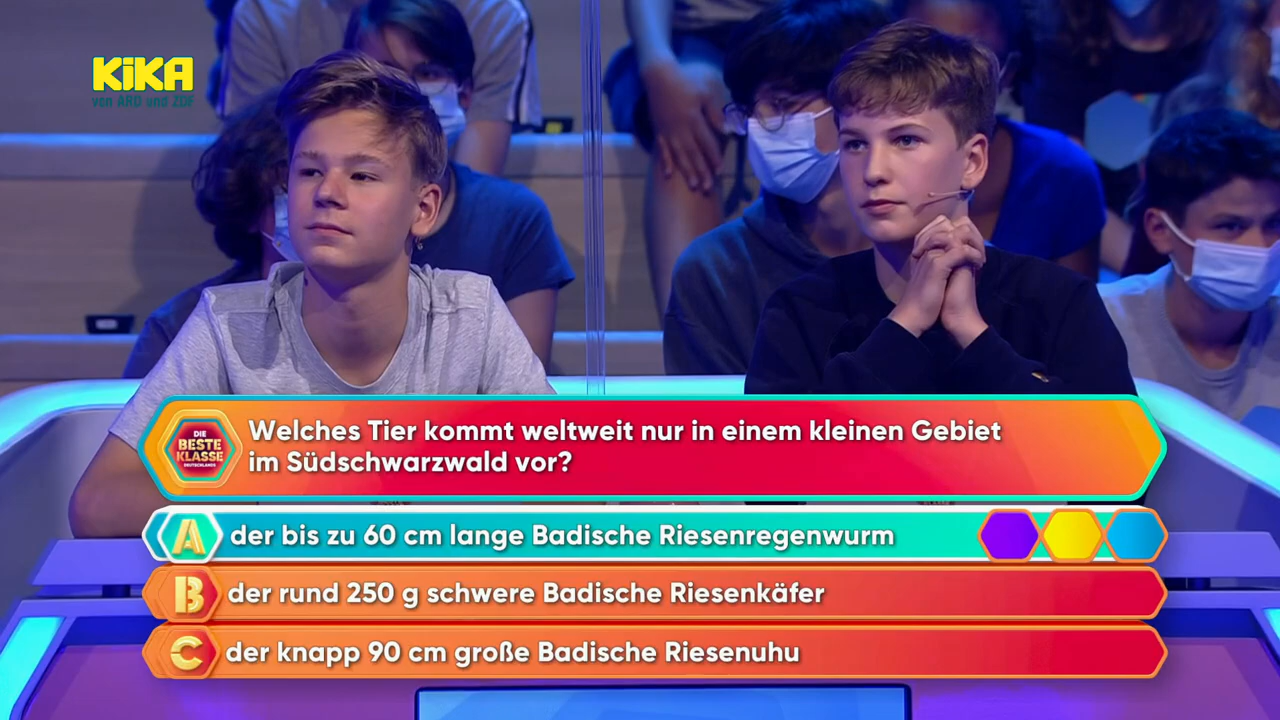 KiKA
von ARD und ZDF
Welches Tier kommt weltweit nur in einem kleinen Gebiet
im Südschwarzwald vor?
DIE
BESTE
KLASSE
DEUTSCHLANDS
A der bis zu 60 cm lange Badische Riesenregenwurm
B der rund 250 g schwere Badische Riesenkäfer
C der knapp 90 cm große Badische Riesenuhu